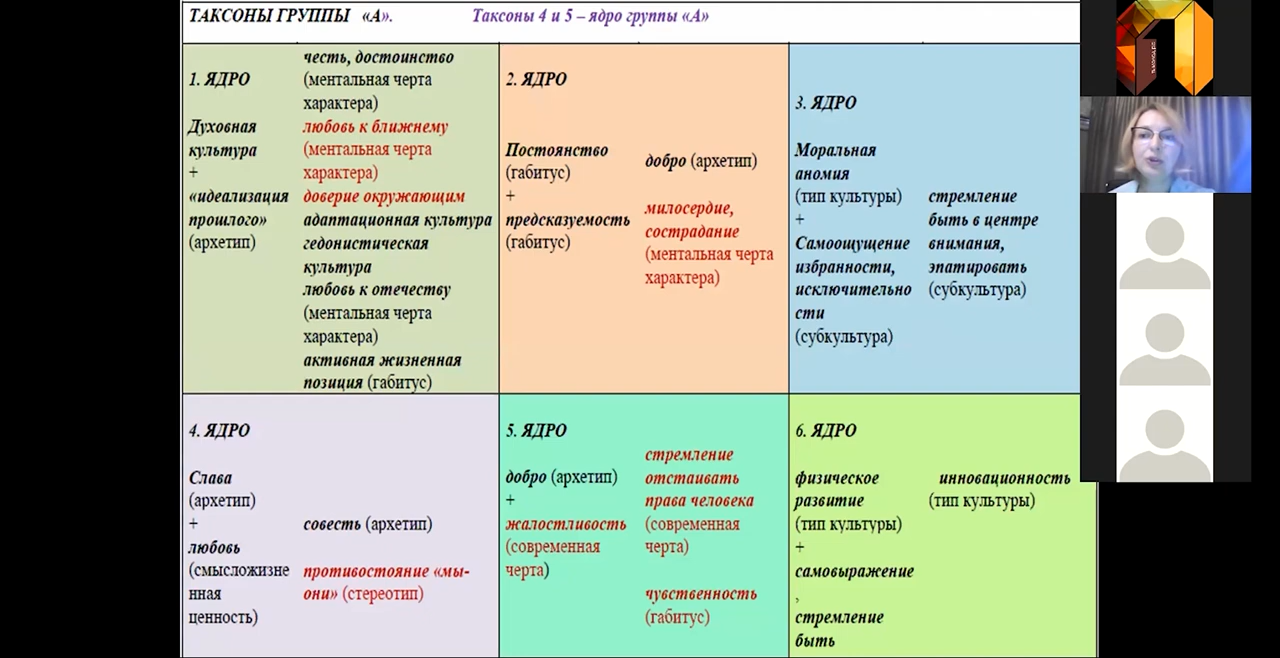 ТАКСОНЫ ГРУППЫ «А». Таксоны 4 и 5 – ядро группы «А»
1. ЯДРО
Духовная
культура
+
«идеализация
прошлого»
(архетип)
честь, достоинство
(ментальная черта
характера)
любовь к ближнему
(ментальная черта
характера)
доверие окружающим
адаптационная культура
гедонистическая
культура
любовь к отечеству
(ментальная черта
характера)
активная жизненная
позиция (габитус)
2. ЯДРО
Постоянство
(габитус)
+
предсказуемость
(габитус)
добро (архетип)
милосердие,
сострадание
(ментальная черта
характера)
3. ЯДРО
Моральная
аномия
(тип культуры)
+
Самоощущение
избранности,
исключительно
сти
(субкультура)
стремление
быть в центре
внимания,
эпатировать
(субкультура)
4. ЯДРО
Слава
(архетип)
+
любовь
(смысложизне
нная
ценность)
совесть (архетип)
противостояние «мы-
они» (стереотип)
5. ЯДРО
добро (архетип)
+
жалостливость
(современная
черта)
стремление
отстаивать
права человека
(современная
черта)
чувственность
(габитус)
6. ЯДРО
физическое
развитие
(тип культуры)
+
самовыражение
,
стремление
быть
инновационность
(тип культуры)